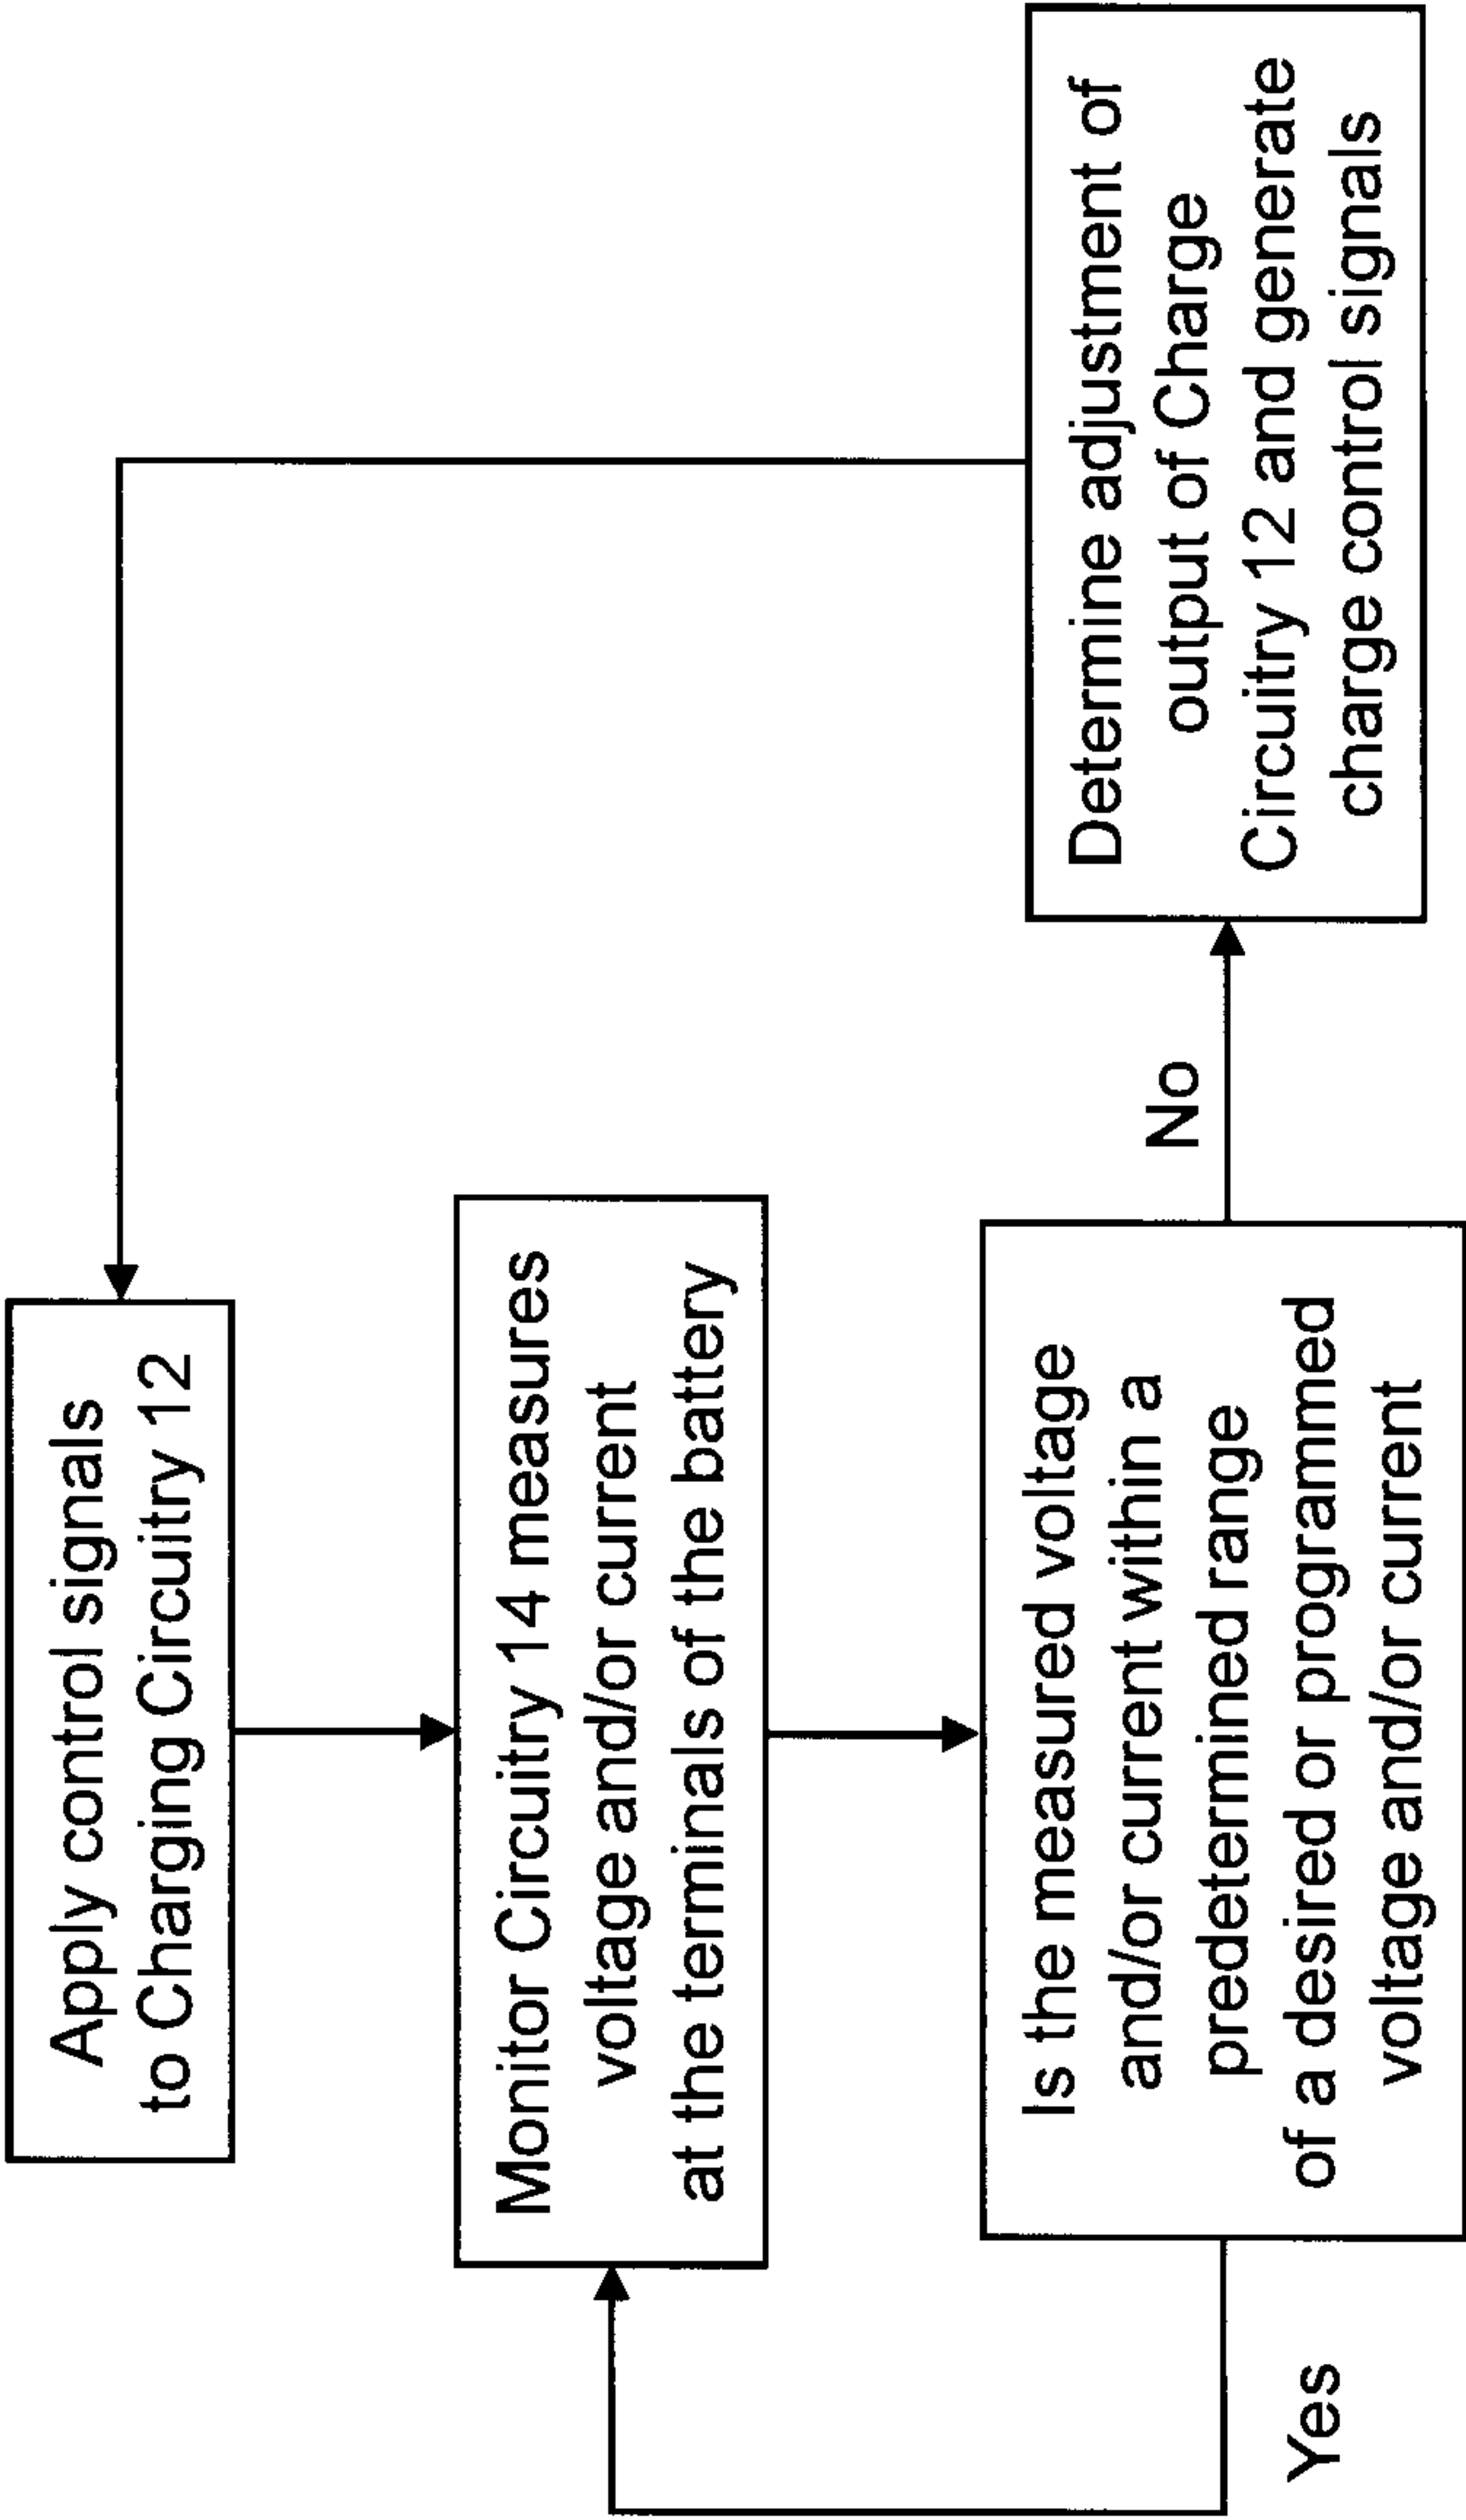 Apply control signals
to Charging Circuitry 12
Monitor Circuitry 14 measures
voltage and/or current
at the terminals of the battery
Is the measured voltage
and/or current within a
predetermined range
of a desired or programmed
voltage and/or current
Yes
No
Determine adjustment of
output of Charge
Circuitry 12 and generate
charge control signals